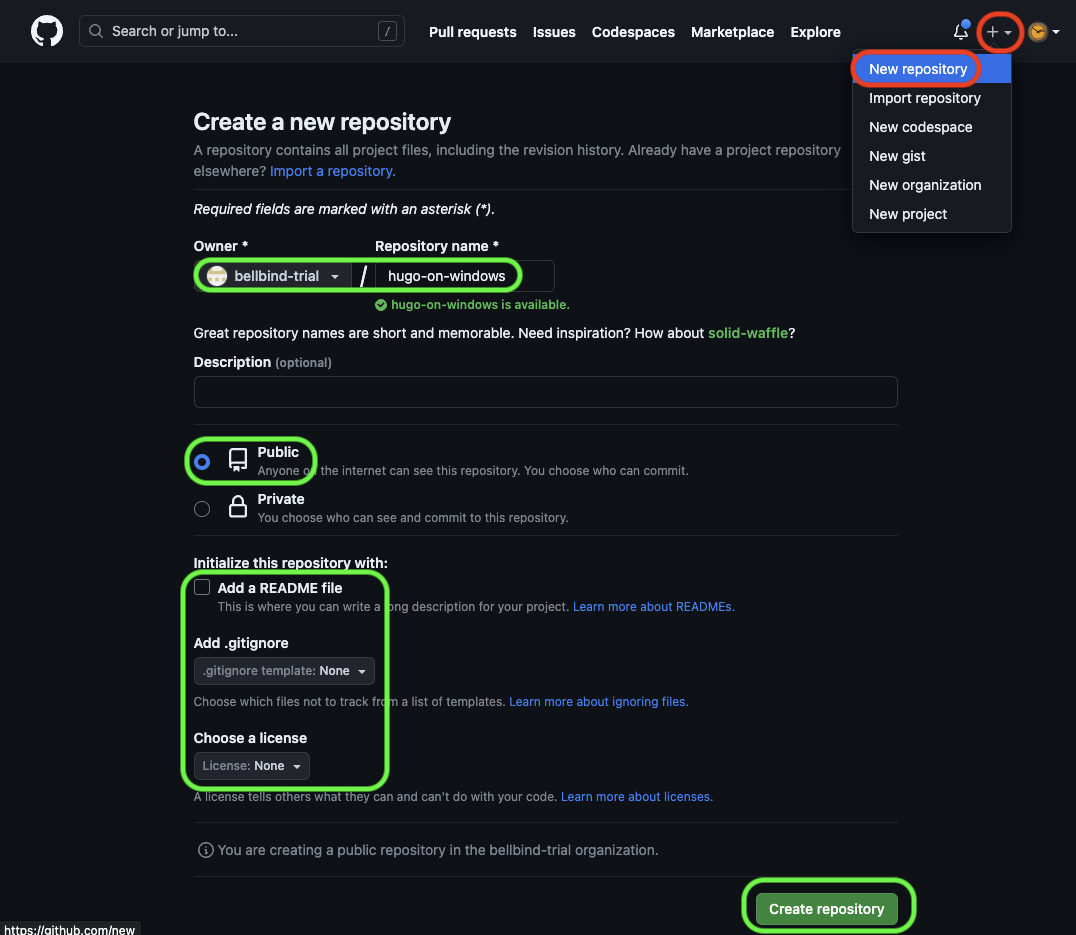 Search or jump to... /
Pull requests Issues Codespaces Marketplace Explore
New repository
Import repository
New codespace
New gist
New organization
New project
Create a new repository
A repository contains all project files, including the revision history. Already have a project repository
elsewhere? Import a repository.
Required fields are marked with an asterisk (*).
Owner * Repository name *
bellbind-trial / hugo-on-windows
hugo-on-windows is available.
Great repository names are short and memorable. Need inspiration? How about solid-waffle?
Description (optional)
Public
Anyone on the internet can see this repository. You choose who can commit.
Private
You choose who can see and commit to this repository.
Initialize this repository with:
Add a README file
This is where you can write a long description for your project. Learn more about READMEs.
Add .gitignore
.gitignore template: None
Choose which files not to track from a list of templates. Learn more about ignoring files.
Choose a license
License: None
A license tells others what they can and can't do with your code. Learn more about licenses.
You are creating a public repository in the bellbind-trial organization.
Create repository
https://github.com/new